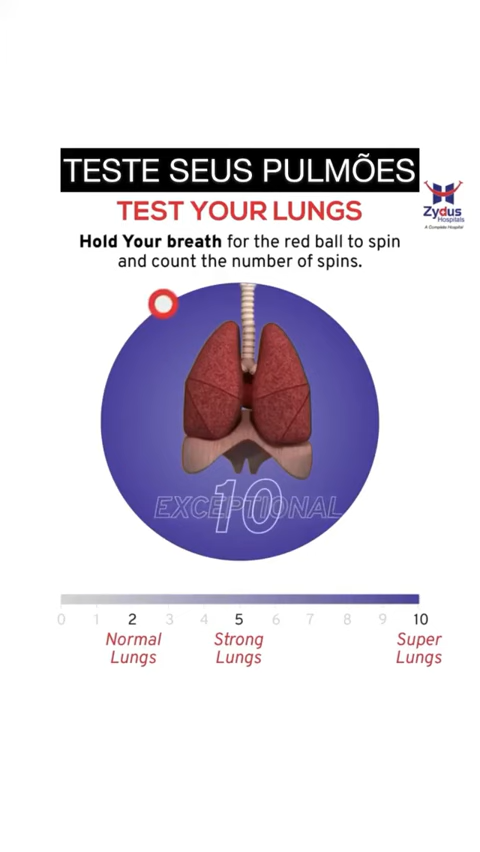 TESTE SEUS PULMÕES
TEST YOUR LUNGS
Zydus
Hospitals
A Complete Hospital
Hold Your breath for the red ball to spin
and count the number of spins.
EXCEPTIONAL
10
0 1 2 3 4 5 6 7 8 9 10
Normal Strong Super
Lungs Lungs Lungs